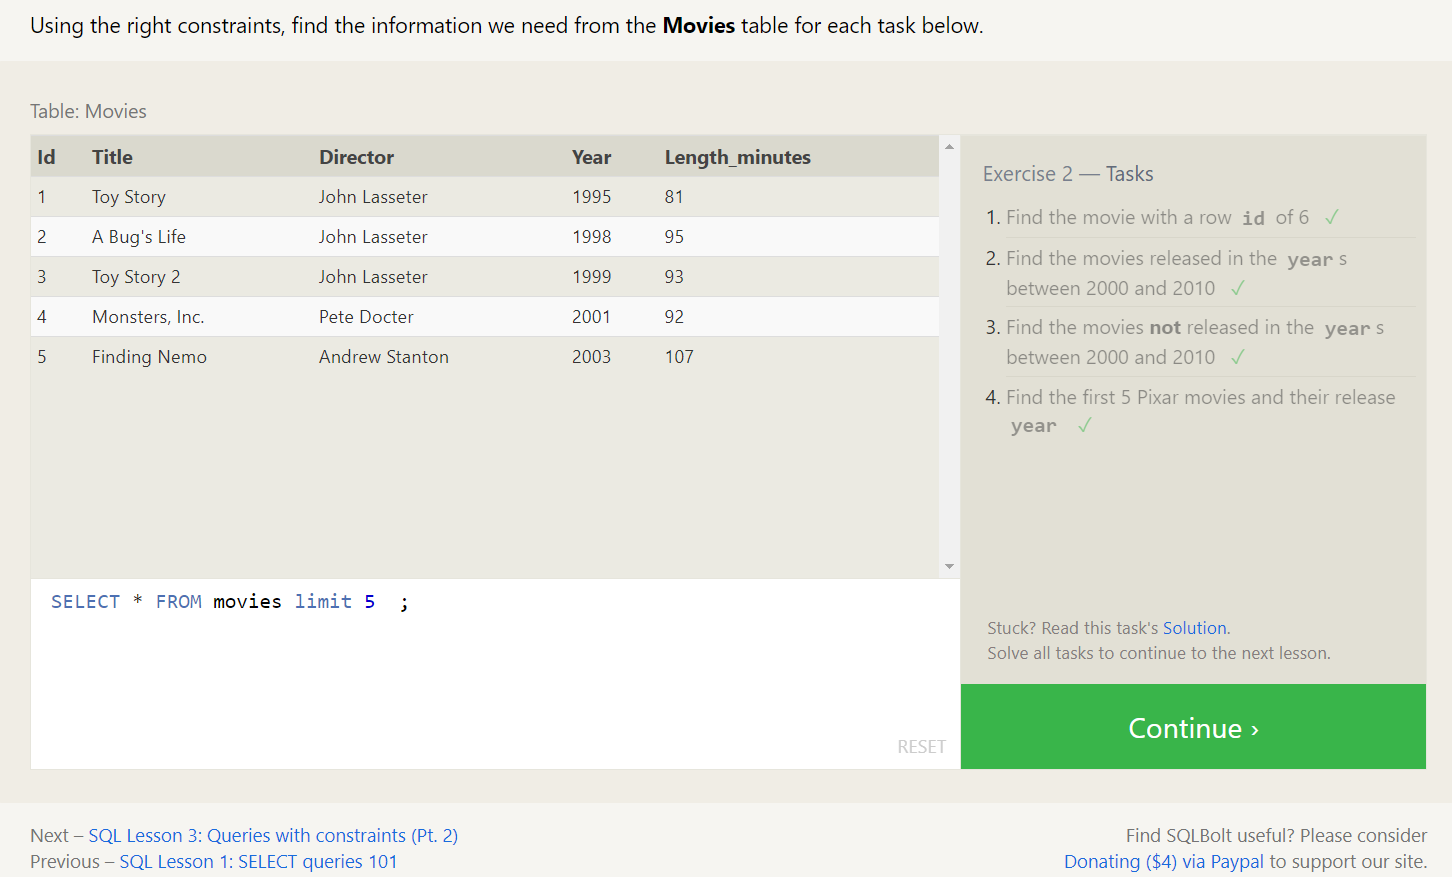 Using the right constraints, find the information we need from the Movies table for each task below.
Table: Movies
Id Title Director Year Length_minutes
1 Toy Story John Lasseter 1995 81
2 A Bug's Life John Lasseter 1998 95
3 Toy Story 2 John Lasseter 1999 93
4 Monsters, Inc. Pete Docter 2001 92
5 Finding Nemo Andrew Stanton 2003 107
SELECT * FROM movies limit 5 ;
RESET
Exercise 2 — Tasks
1. Find the movie with a row id of 6 ✓
2. Find the movies released in the year s
between 2000 and 2010 ✓
3. Find the movies not released in the year s
between 2000 and 2010 ✓
4. Find the first 5 Pixar movies and their release
year ✓
Stuck? Read this task's Solution.
Solve all tasks to continue to the next lesson.
Continue ›
Next – SQL Lesson 3: Queries with constraints (Pt. 2)
Previous – SQL Lesson 1: SELECT queries 101
Find SQLBolt useful? Please consider
Donating ($4) via Paypal to support our site.